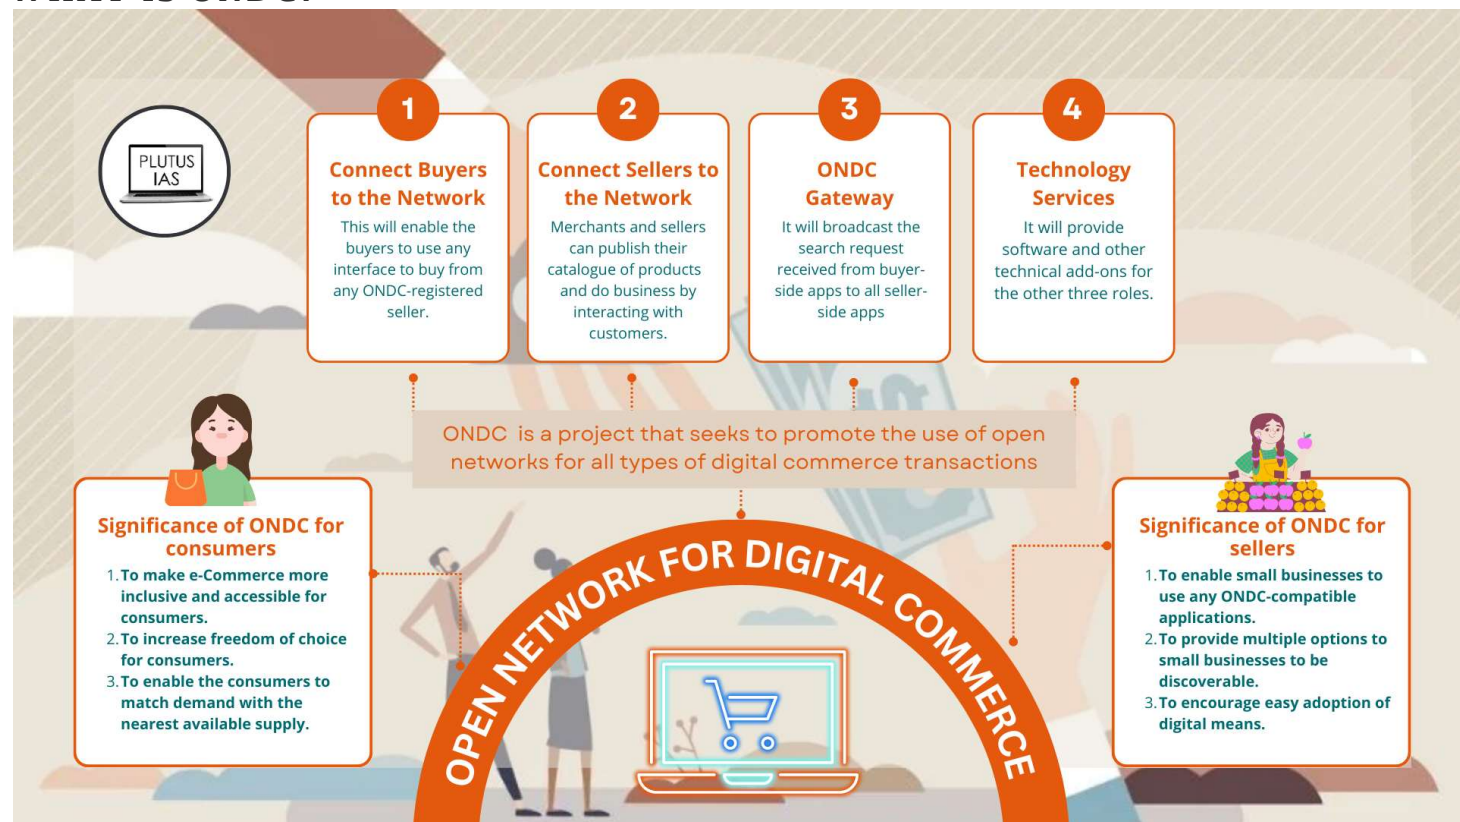 PLUTUS
IAS
1
Connect Buyers
to the Network
This will enable the
buyers to use any
interface to buy from
any ONDC-registered
seller.
2
Connect Sellers to
the Network
Merchants and sellers
can publish their
catalogue of products
and do business by
interacting with
customers.
3
ONDC
Gateway
It will broadcast the
search request
received from buyer-
side apps to all seller-
side apps
4
Technology
Services
It will provide
software and other
technical add-ons for
the other three roles.
ONDC is a project that seeks to promote the use of open
networks for all types of digital commerce transactions
Significance of ONDC for
consumers
1.To make e-Commerce more
inclusive and accessible for
consumers.
2.To increase freedom of choice
for consumers.
3.To enable the consumers to
match demand with the
nearest available supply.
OPEN NETWORK FOR DIGITAL COMMERCE
Significance of ONDC for
sellers
1.To enable small businesses to
use any ONDC-compatible
applications.
2.To provide multiple options to
small businesses to be
discoverable.
3.To encourage easy adoption of
digital means.